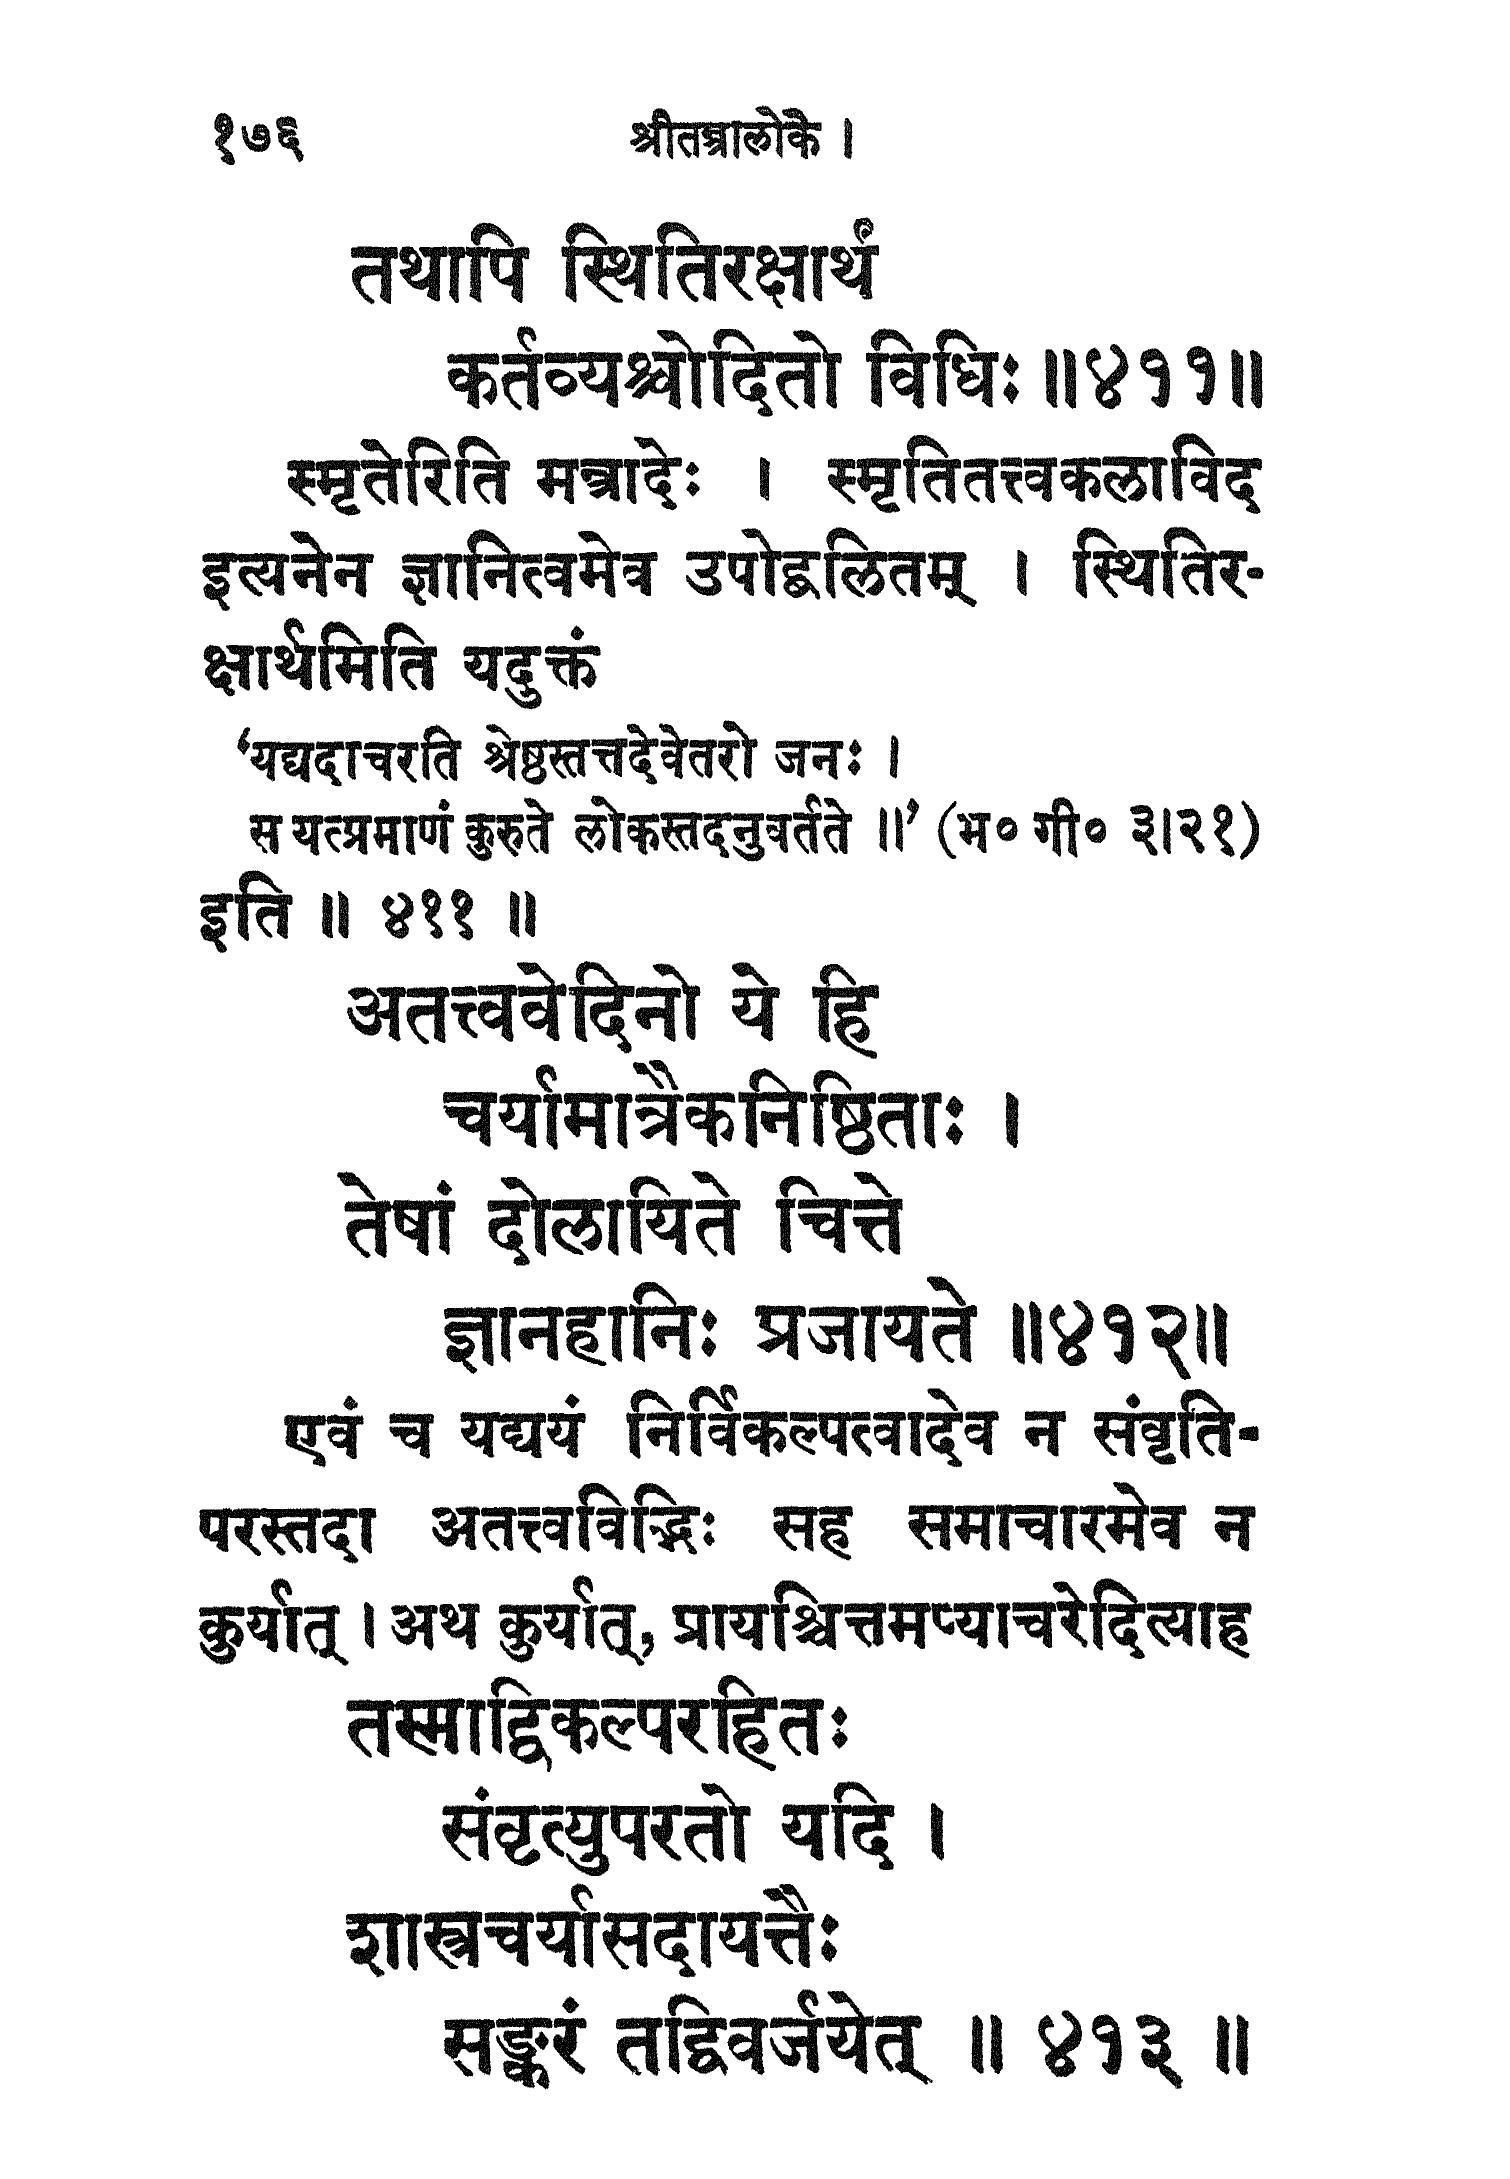 १७६ श्रीतन्त्रालोके ।
तथापि स्थितिरक्षार्थं
कर्तव्यश्चोदितो विधिः ॥४११॥
स्मृतेरिति मन्त्रादेः । स्मृतितत्त्वकलाविद
इत्यनेन ज्ञानित्वमेव उपोद्वलितम् । स्थितिर-
क्षार्थमिति यदुक्तं
‘यद्यदाचरति श्रेष्ठस्तत्तदेवेतरो जनः ।
स यत्प्रमाणं कुरुते लोकस्तदनुवर्तते ॥’ (भ० गी० ३।२१)
इति ॥ ४११ ॥
अतत्त्ववेदिनो ये हि
चर्यामात्रैकनिष्ठिताः ।
तेषां दोलायिते चित्ते
ज्ञानहानिः प्रजायते ॥४१२॥
एवं च यद्ययं निर्विकल्पत्वादेव न संवृति-
परस्तदा अतत्त्वविद्भिः सह समाचारमेव न
कुर्यात् । अथ कुर्यात्, प्रायश्चित्तमप्याचरेदित्याह
तस्माद्विकल्परहितः
संवृत्युपरतो यदि ।
शास्त्रचर्यासदायत्तैः
सङ्करं तद्विवर्जयेत् ॥ ४१३ ॥